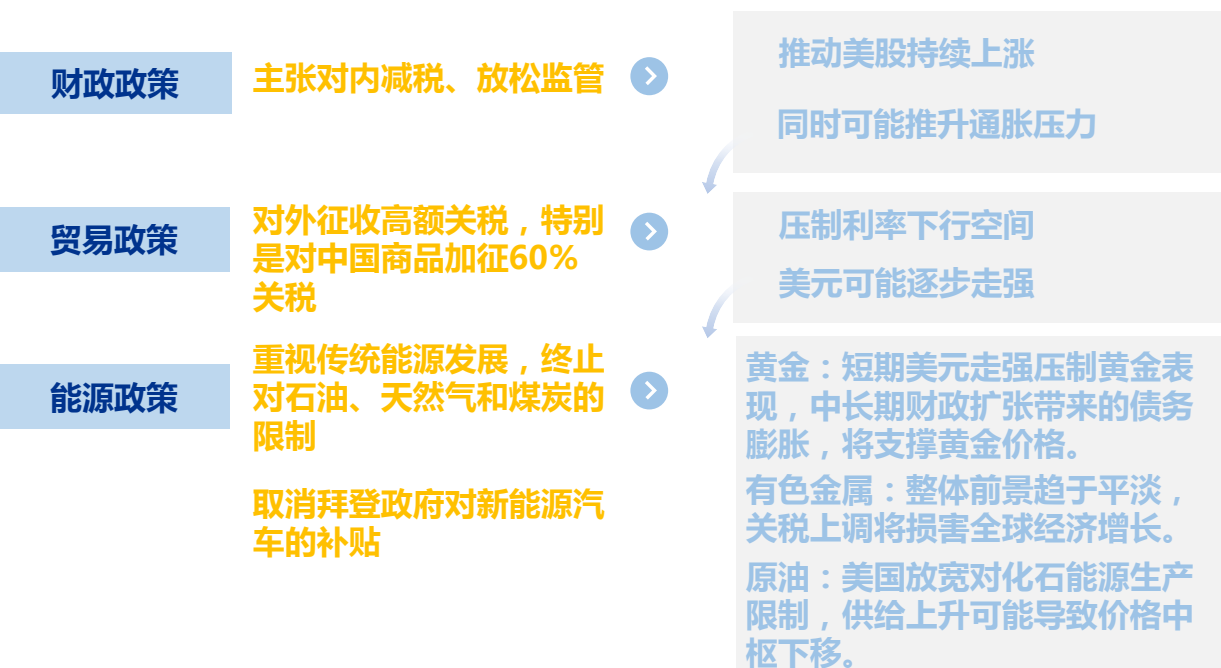 财政政策
主张对内减税、放松监管
推动美股持续上涨
同时可能推升通胀压力
贸易政策
对外征收高额关税，特别
是对中国商品加征60%
关税
压制利率下行空间
美元可能逐步走强
能源政策
重视传统能源发展，终止
对石油、天然气和煤炭的
限制
取消拜登政府对新能源汽
车的补贴
黄金：短期美元走强压制黄金表
现，中长期财政扩张带来的债务
膨胀，将支撑黄金价格。
有色金属：整体前景趋于平淡，
关税上调将损害全球经济增长。
原油：美国放宽对化石能源生产
限制，供给上升可能导致价格中
枢下移。